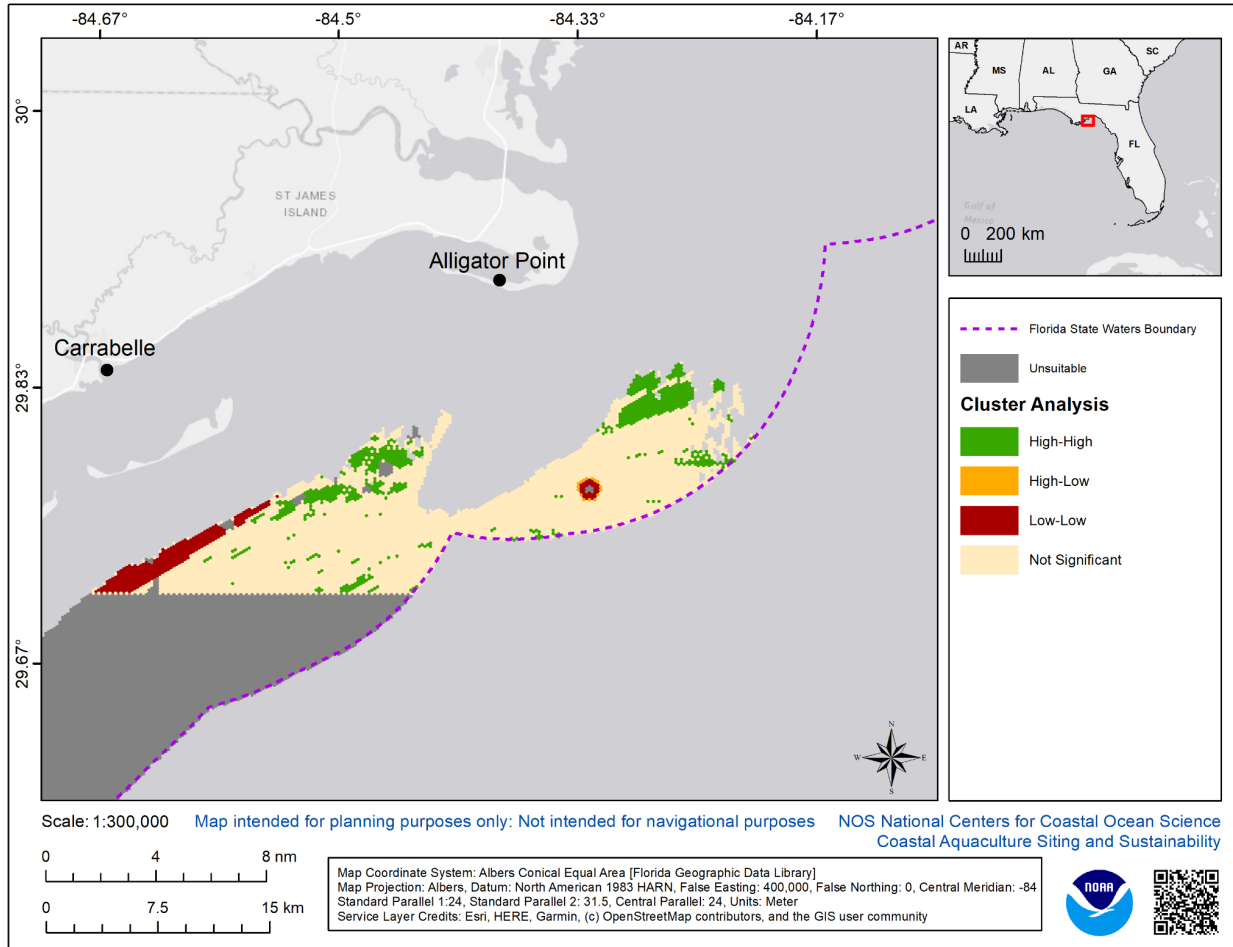 -84.67° -84.5° -84.33° -84.17°
30°
29.83°
29.67°
ST JAMES
ISLAND
Alligator Point
Carrabelle
N
W E
S
AR
SC
MS
AL
GA
LA
FL
Gulf of
Mexico
0 200 km
Florida State Waters Boundary
Unsuitable
Cluster Analysis
High-High
High-Low
Low-Low
Not Significant
Scale: 1:300,000 Map intended for planning purposes only: Not intended for navigational purposes
NOS National Centers for Coastal Ocean Science
Coastal Aquaculture Siting and Sustainability
0 4 8 nm
0 7.5 15 km
Map Coordinate System: Albers Conical Equal Area [Florida Geographic Data Library]
Map Projection: Albers, Datum: North American 1983 HARN, False Easting: 400,000, False Northing: 0, Central Meridian: -84
Standard Parallel 1:24, Standard Parallel 2: 31.5, Central Parallel: 24, Units: Meter
Service Layer Credits: Esri, HERE, Garmin, (c) OpenStreetMap contributors, and the GIS user community
NOAA